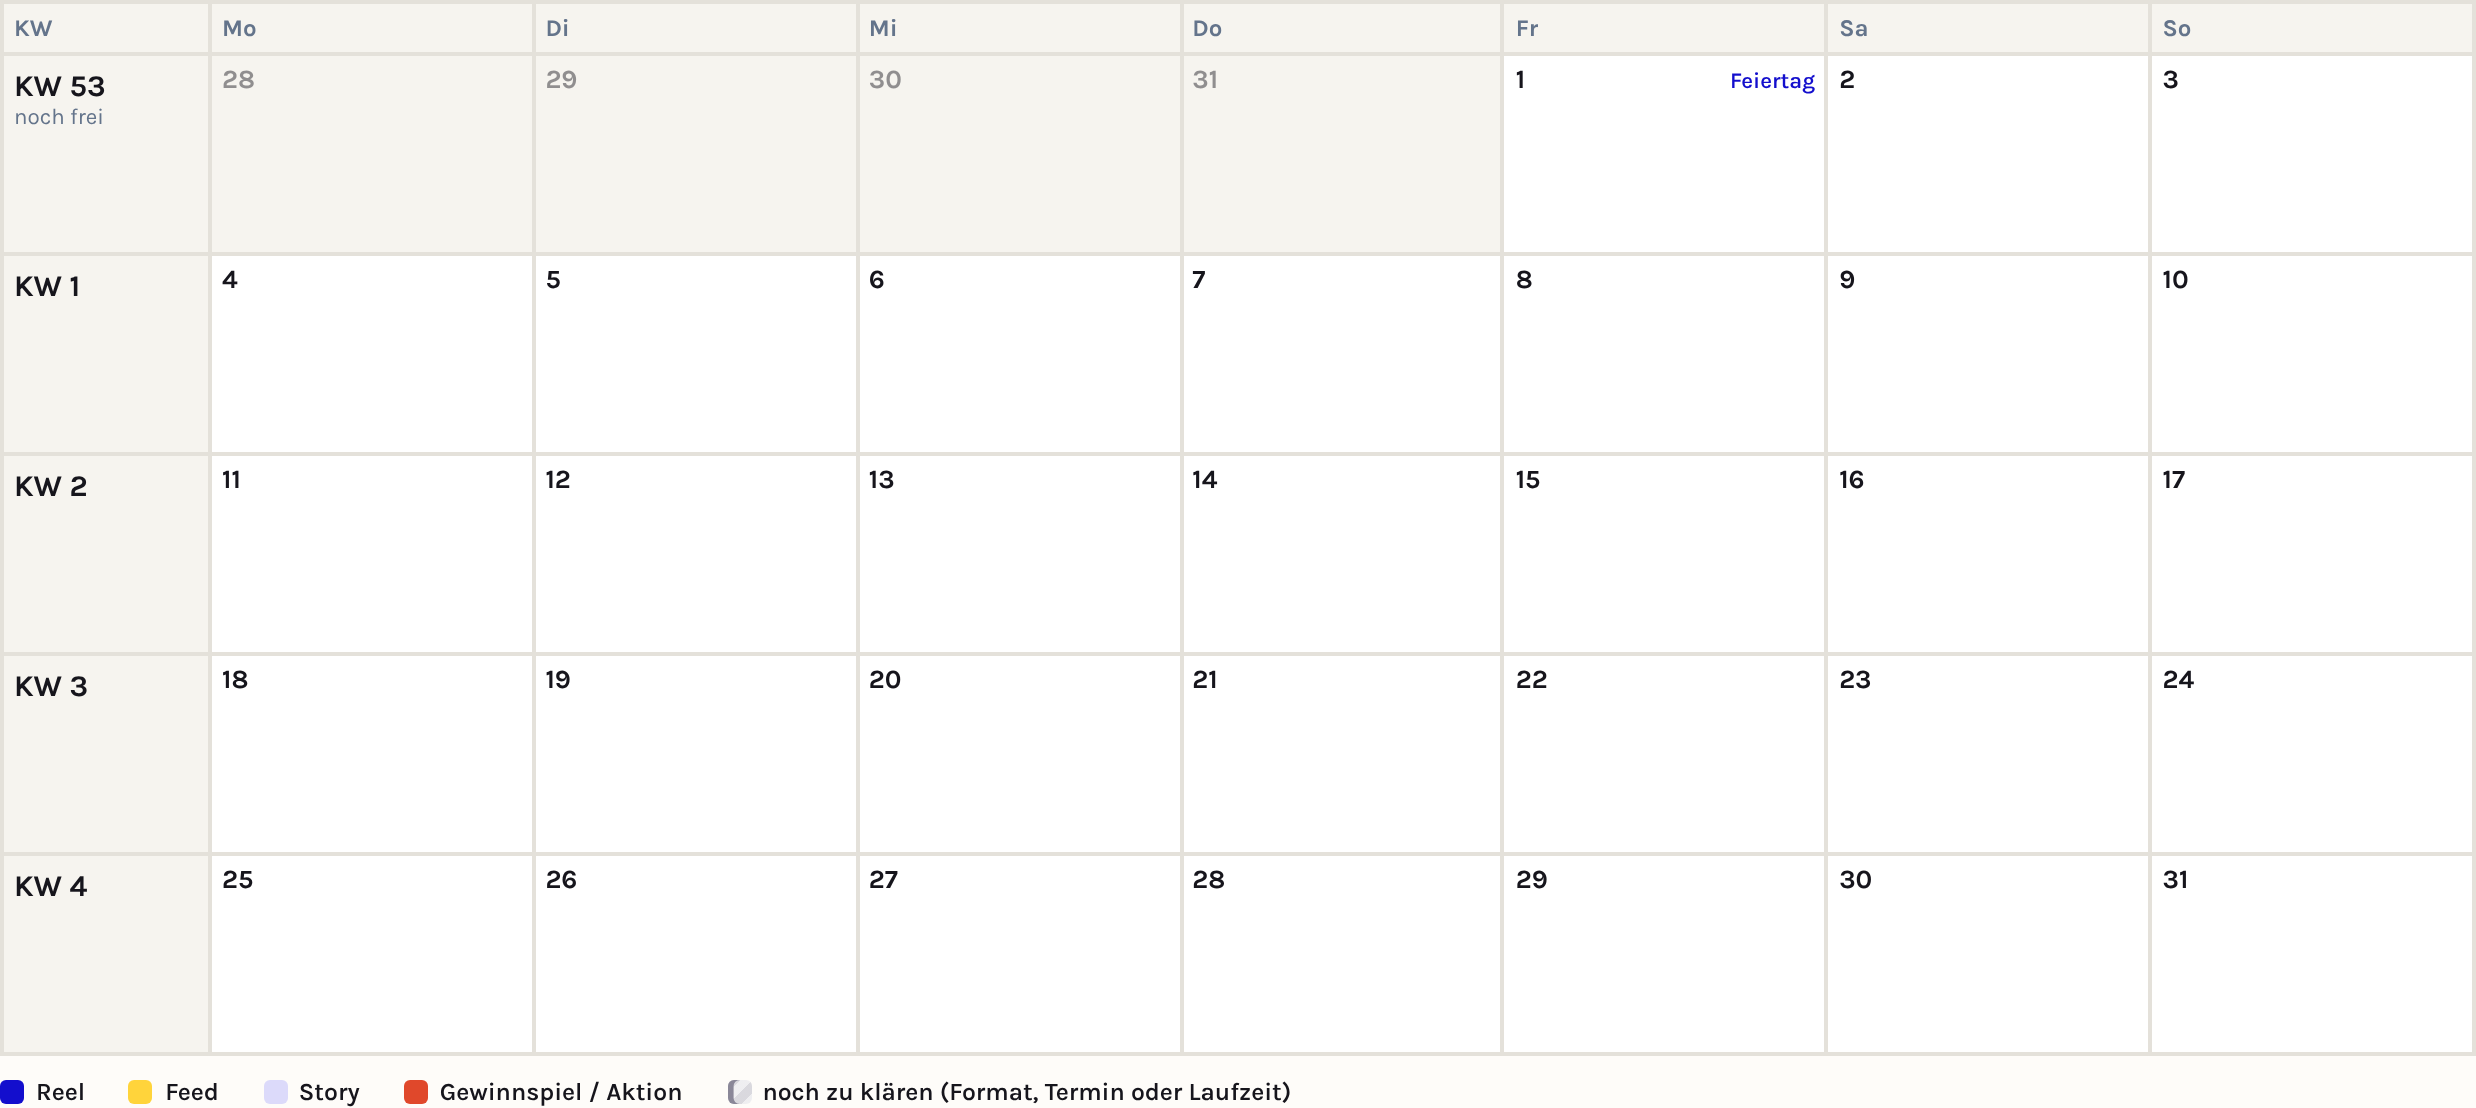 KW Mo Di Mi Do Fr Sa So
KW 53 28 29 30 31 1 Feiertag 2 3
noch frei
KW 1 4 5 6 7 8 9 10
KW 2 11 12 13 14 15 16 17
KW 3 18 19 20 21 22 23 24
KW 4 25 26 27 28 29 30 31
Reel Feed Story Gewinnspiel / Aktion noch zu klären (Format, Termin oder Laufzeit)